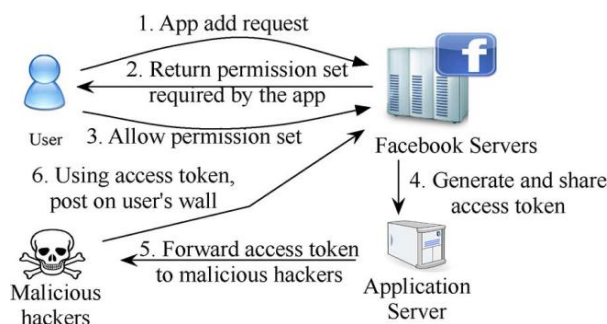 1. App add request
f
2. Return permission set
required by the app
User
3. Allow permission set
Facebook Servers
6. Using access token,
post on user's wall
4. Generate and share
access token
5. Forward access token
to malicious hackers
Malicious
hackers
Application
Server